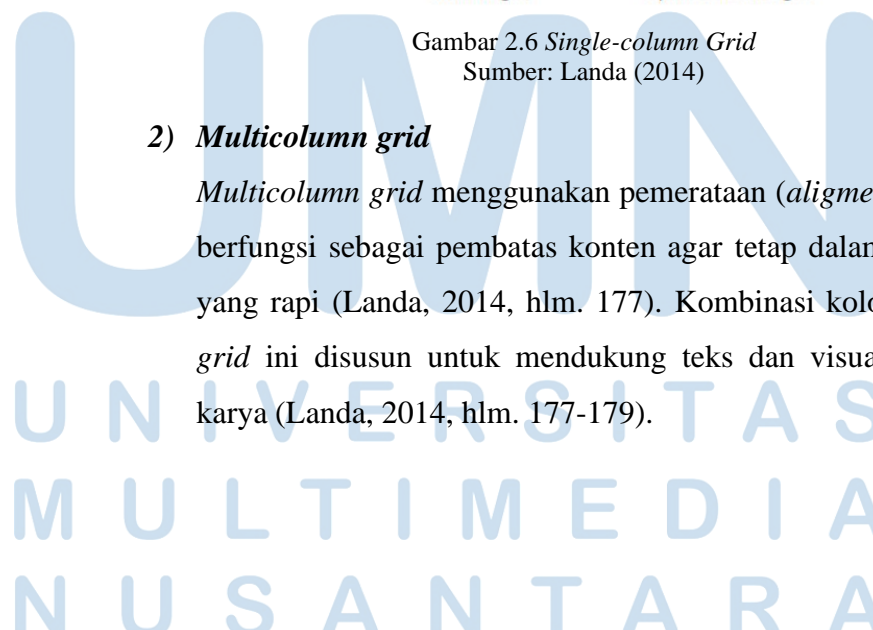 Gambar 2.6 Single-column Grid
Sumber: Landa (2014)
2) Multicolumn grid
Multicolumn grid menggunakan pemerataan (aligme
berfungsi sebagai pembatas konten agar tetap dalam
yang rapi (Landa, 2014, hlm. 177). Kombinasi kolo
grid ini disusun untuk mendukung teks dan visua
karya (Landa, 2014, hlm. 177-179).
UMN
UNIVERSITAS
MULTIMEDIA
NUSANTARA